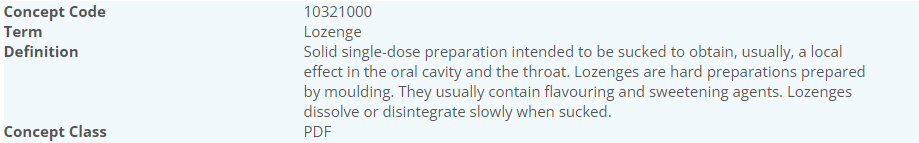 Concept Code 10321000
Term Lozenge
Definition Solid single-dose preparation intended to be sucked to obtain, usually, a local
effect in the oral cavity and the throat. Lozenges are hard preparations prepared
by moulding. They usually contain flavouring and sweetening agents. Lozenges
dissolve or disintegrate slowly when sucked.
Concept Class PDF